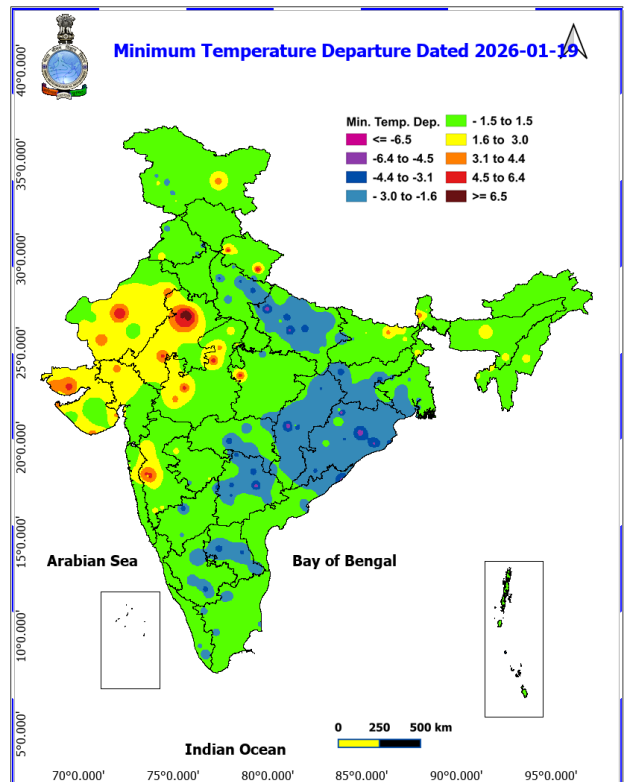 Minimum Temperature Departure Dated 2026-01-19
Min. Temp. Dep.
<= -6.5
-6.4 to -4.5
-4.4 to -3.1
- 3.0 to -1.6
- 1.5 to 1.5
1.6 to 3.0
3.1 to 4.4
4.5 to 6.4
>= 6.5
40°0.000'
35°0.000'
30°0.000'
25°0.000'
20°0.000'
15°0.000'
10°0.000'
5°0.000'
Arabian Sea
Bay of Bengal
Indian Ocean
0 250 500 km
70°0.000' 75°0.000' 80°0.000' 85°0.000' 90°0.000' 95°0.000'